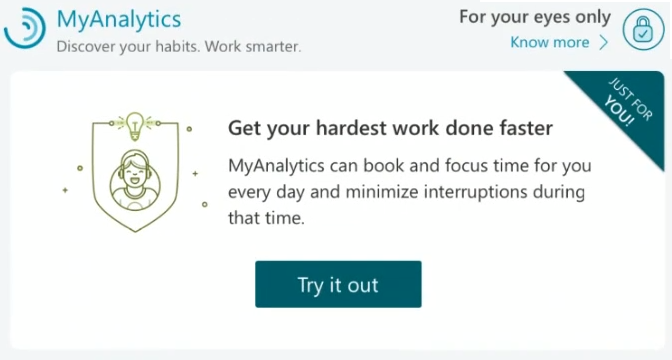 MyAnalytics
Discover your habits. Work smarter.
For your eyes only
Know more
JUST FOR
YOU!
Get your hardest work done faster
MyAnalytics can book and focus time for you
every day and minimize interruptions during
that time.
Try it out